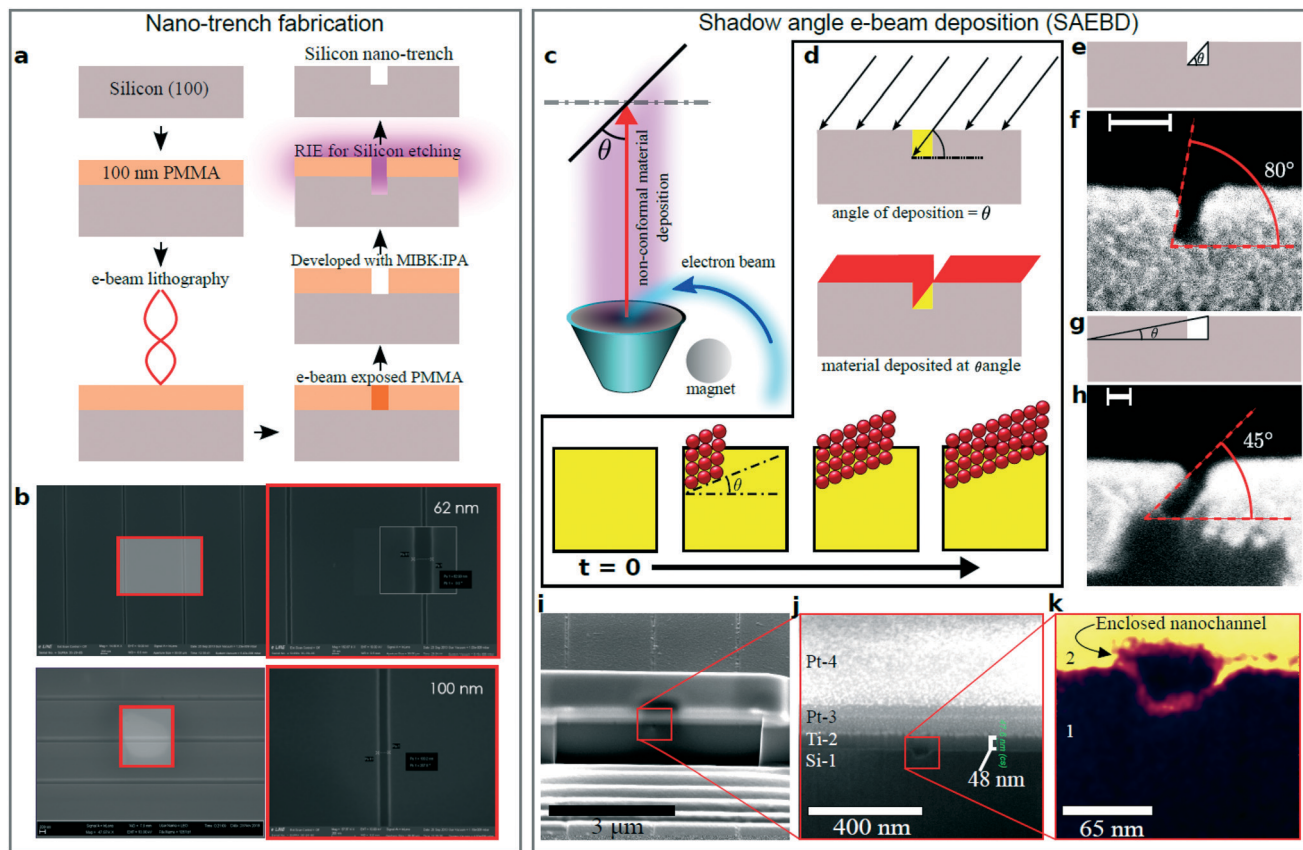 Nano-trench fabrication
a
Silicon (100)
100 nm PMMA
e-beam lithography
Silicon nano-trench
RIE for Silicon etching
Developed with MIBK:IPA
e-beam exposed PMMA
b
62 nm
100 nm
Shadow angle e-beam deposition (SAEBD)
c
θ
non-conformal material
deposition
electron beam
magnet
d
angle of deposition = θ
material deposited at θ angle
θ
t = 0
e
θ
f
80°
g
θ
h
45°
i
3 μm
j
Pt-4
Pt-3
Ti-2
Si-1
48 nm
400 nm
k
Enclosed nanochannel
2
1
65 nm